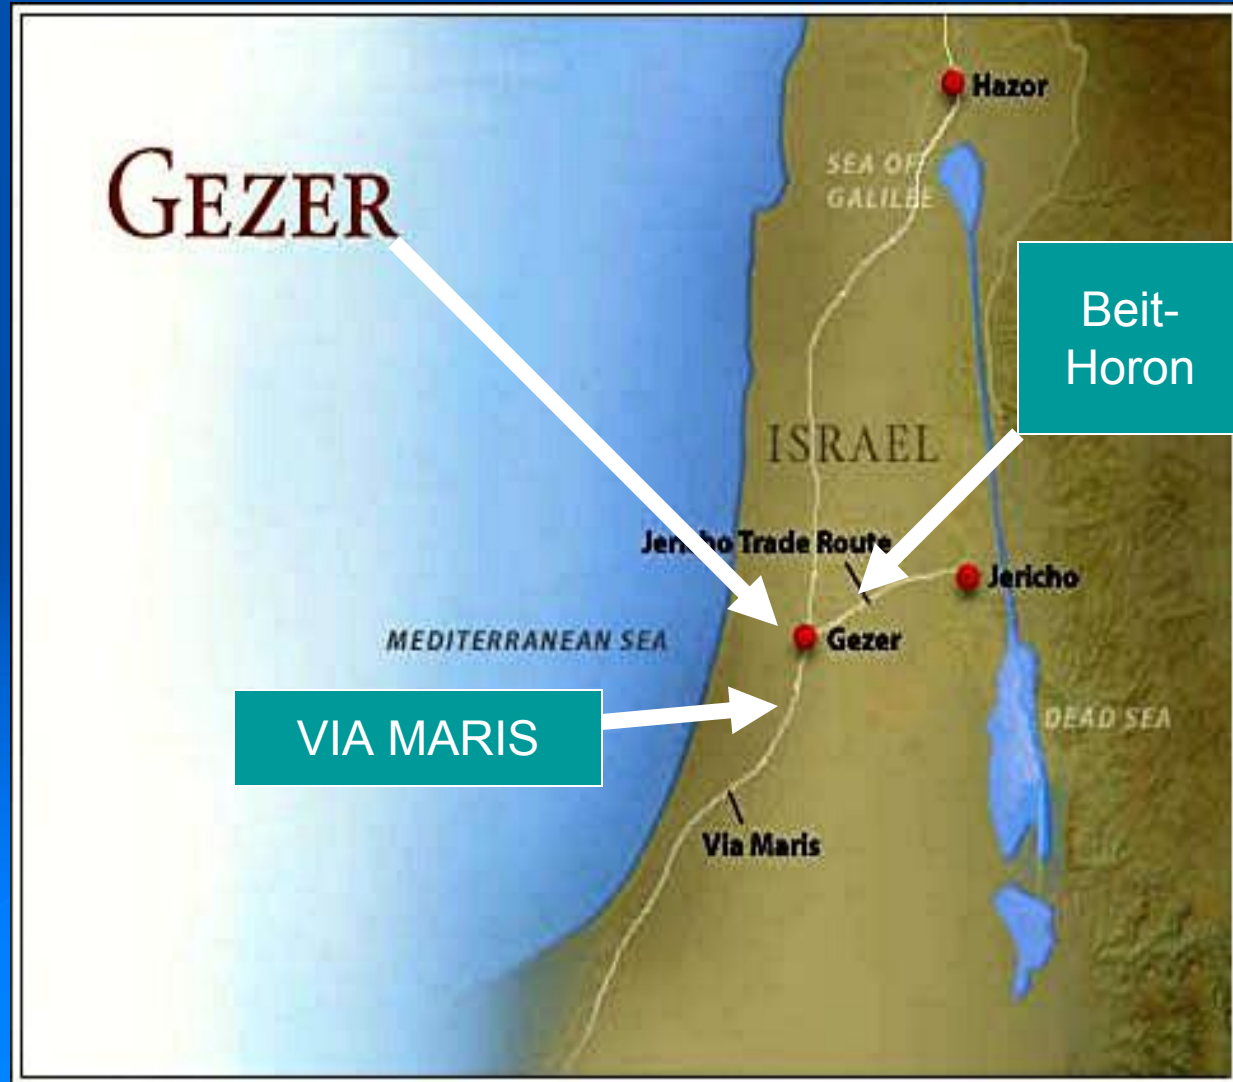 Hazor
SEA OF
GALILEE
GEZER
Beit-
Horon
ISRAEL
Jericho Trade Route
Jericho
MEDITERRANEAN SEA
Gezer
DEAD SEA
VIA MARIS
Via Maris